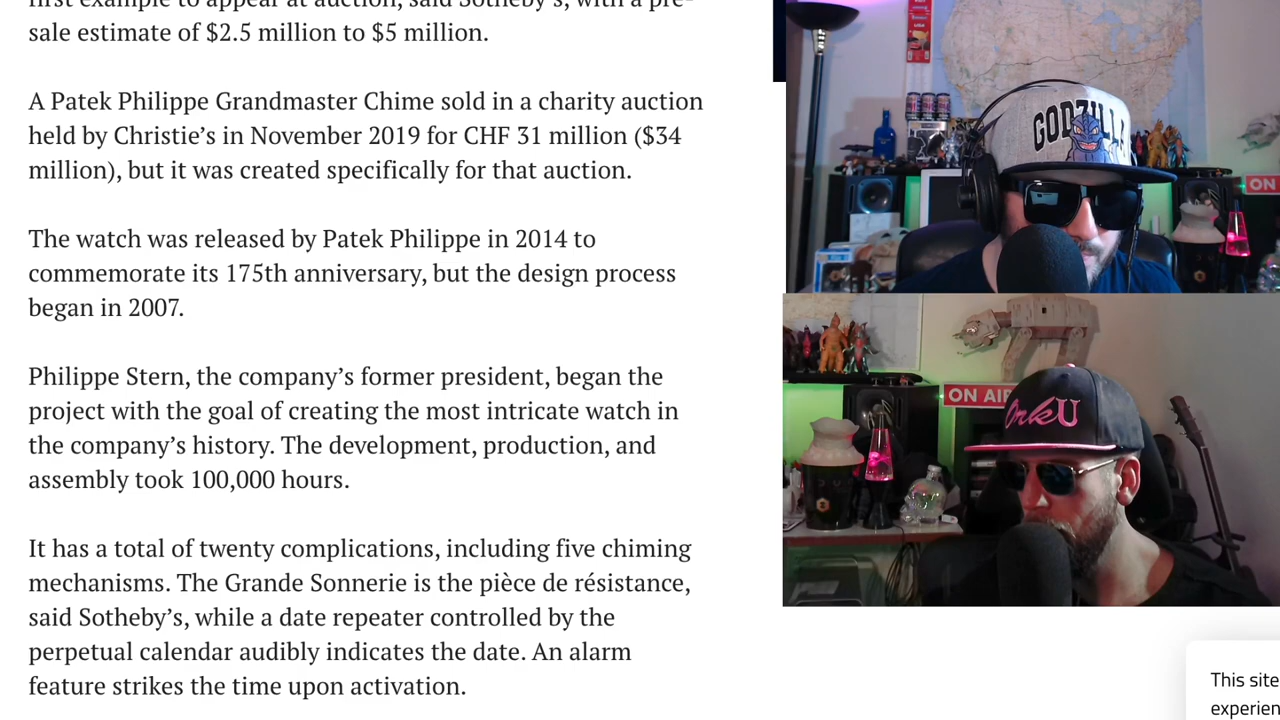 first example to appear at auction, said Sotheby's, with a pre-
sale estimate of $2.5 million to $5 million.
A Patek Philippe Grandmaster Chime sold in a charity auction
held by Christie's in November 2019 for CHF 31 million ($34
million), but it was created specifically for that auction.
The watch was released by Patek Philippe in 2014 to
commemorate its 175th anniversary, but the design process
began in 2007.
Philippe Stern, the company's former president, began the
project with the goal of creating the most intricate watch in
the company's history. The development, production, and
assembly took 100,000 hours.
It has a total of twenty complications, including five chiming
mechanisms. The Grande Sonnerie is the pièce de résistance,
said Sotheby's, while a date repeater controlled by the
perpetual calendar audibly indicates the date. An alarm
feature strikes the time upon activation.
GODZILLA
ON
ON AIR
OrkU
This site
experien